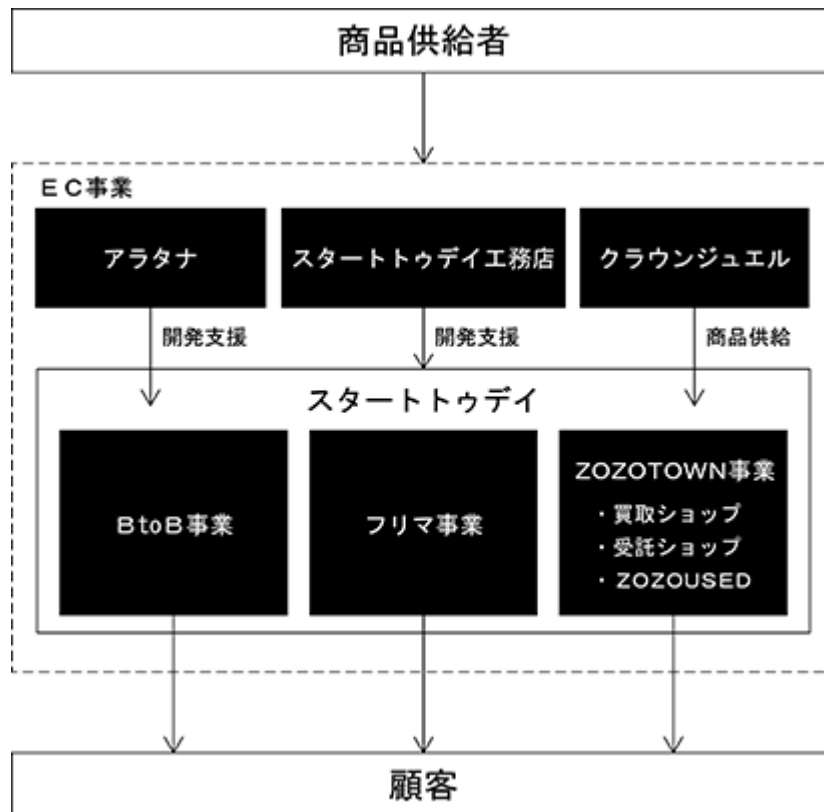 商品供給者
EC事業
アラタナ
スタートトゥデイ工務店
クラウンジュエル
開発支援
開発支援
商品供給
スタートトゥデイ
BtoB事業
フリマ事業
ZOZOTOWN事業
・買取ショップ
・受託ショップ
・ZOZOUSED
顧客